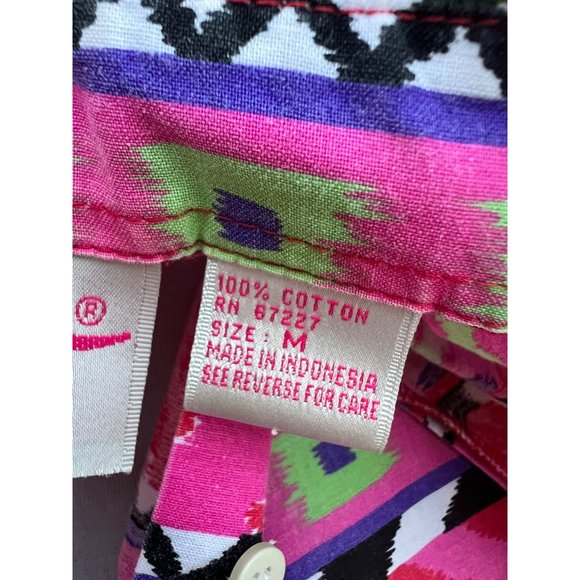 ®
100% COTTON
RN 67227
SIZE : M
MADE IN INDONESIA
SEE REVERSE FOR CARE